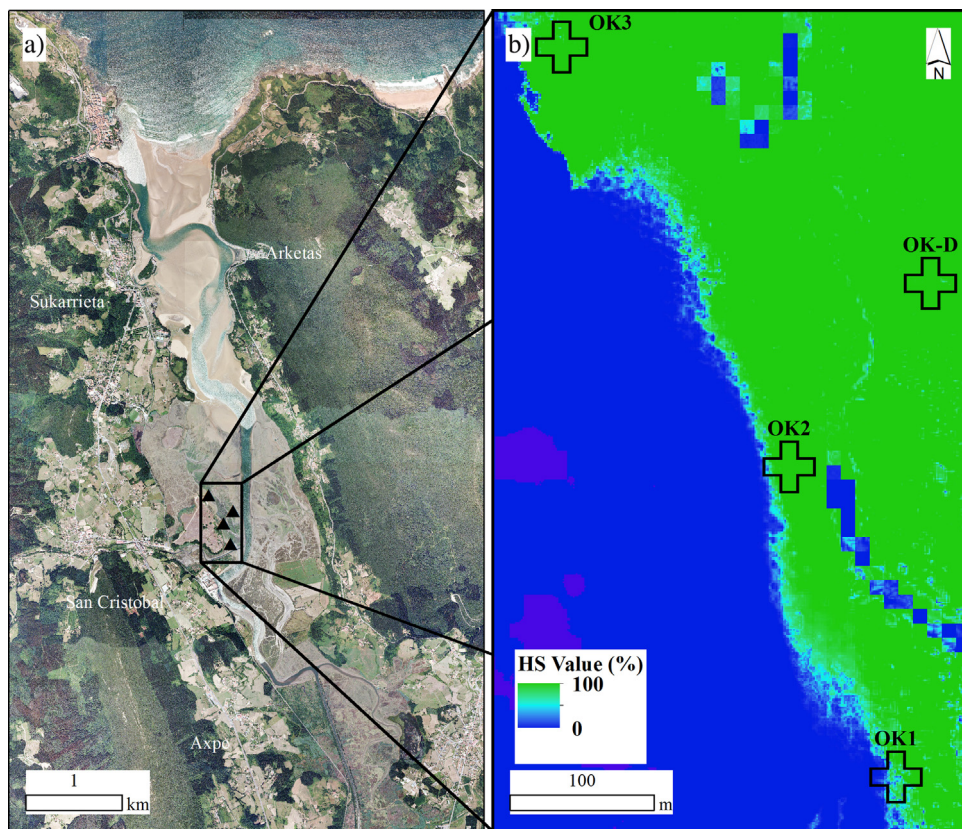 a)
Arketas
Sukarrieta
San Cristobal
Axpe
1
km
b)
OK3
N
OK-D
OK2
HS Value (%)
100
0
OK1
100
m